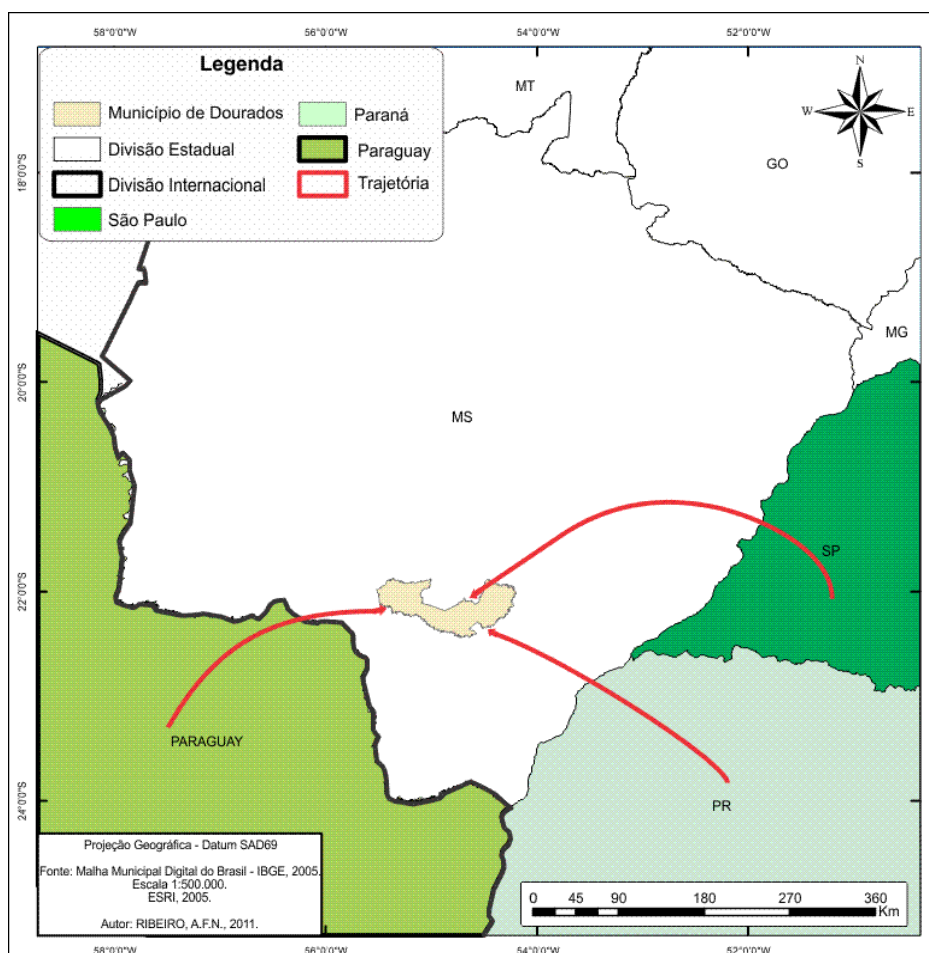 58°0'0"W
56°0'0"W
54°0'0"W
52°0'0"W
Legenda
Município de Dourados
Paraná
Divisão Estadual
Paraguay
Divisão Internacional
Trajetória
São Paulo
N
W
E
S
MT
GO
MG
MS
SP
PARAGUAY
PR
18°0'0"S
20°0'0"S
22°0'0"S
24°0'0"S
Projeção Geográfica - Datum SAD69
Fonte: Malha Municipal Digital do Brasil - IBGE, 2005.
Escala 1:500.000.
ESRI, 2005.
Autor: RIBEIRO, A.F.N., 2011.
0 45 90 180 270 360
Km
58°0'0"W
56°0'0"W
54°0'0"W
52°0'0"W